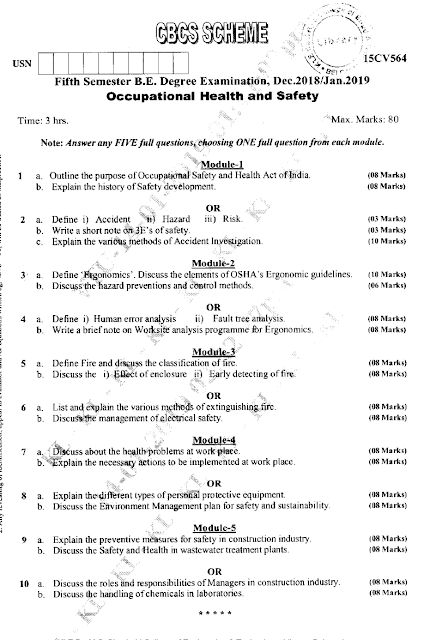 CBCS SCHEME
USN
15CV564
Fifth Semester B.E. Degree Examination, Dec.2018/Jan.2019
Occupational Health and Safety
Time: 3 hrs.
Max. Marks: 80
Note: Answer any FIVE full questions, choosing ONE full question from each module.
Module-1
1 a. Outline the purpose of Occupational Safety and Health Act of India. (08 Marks)
b. Explain the history of Safety development. (08 Marks)
OR
2 a. Define i) Accident ii) Hazard iii) Risk. (03 Marks)
b. Write a short note on 3E's of safety. (03 Marks)
c. Explain the various methods of Accident Investigation. (10 Marks)
Module-2
3 a. Define 'Ergonomics'. Discuss the elements of OSHA's Ergonomic guidelines. (10 Marks)
b. Discuss the hazard preventions and control methods. (06 Marks)
OR
4 a. Define i) Human error analysis ii) Fault tree analysis. (08 Marks)
b. Write a brief note on Worksite analysis programme for Ergonomics. (08 Marks)
Module-3
5 a. Define Fire and discuss the classification of fire. (08 Marks)
b. Discuss the i) Effect of enclosure ii) Early detecting of fire. (08 Marks)
OR
6 a. List and explain the various methods of extinguishing fire. (08 Marks)
b. Discuss the management of electrical safety. (08 Marks)
Module-4
7 a. Discuss about the health problems at work place. (08 Marks)
b. Explain the necessary actions to be implemented at work place. (08 Marks)
OR
8 a. Explain the different types of personal protective equipment. (08 Marks)
b. Discuss the Environment Management plan for safety and sustainability. (08 Marks)
Module-5
9 a. Explain the preventive measures for safety in construction industry. (08 Marks)
b. Discuss the Safety and Health in wastewater treatment plants. (08 Marks)
OR
10 a. Discuss the roles and responsibilities of Managers in construction industry. (08 Marks)
b. Discuss the handling of chemicals in laboratories. (08 Marks)
* * * * *